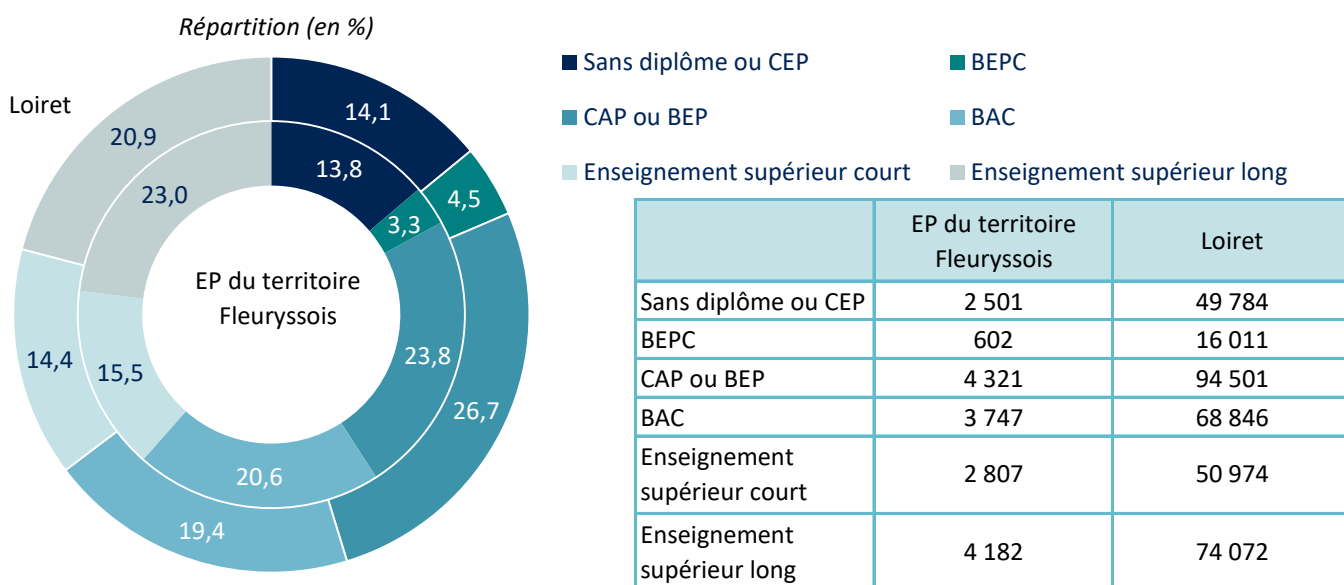 Répartition (en %)
Loiret
14,1
4,5
26,7
19,4
14,4
20,9
13,8
3,3
23,8
20,6
15,5
23,0
EP du territoire
Fleuryssois
Sans diplôme ou CEP
BEPC
CAP ou BEP
BAC
Enseignement supérieur court
Enseignement supérieur long
EP du territoire
Fleuryssois
Loiret
Sans diplôme ou CEP 2 501 49 784
BEPC 602 16 011
CAP ou BEP 4 321 94 501
BAC 3 747 68 846
Enseignement
supérieur court 2 807 50 974
Enseignement
supérieur long 4 182 74 072